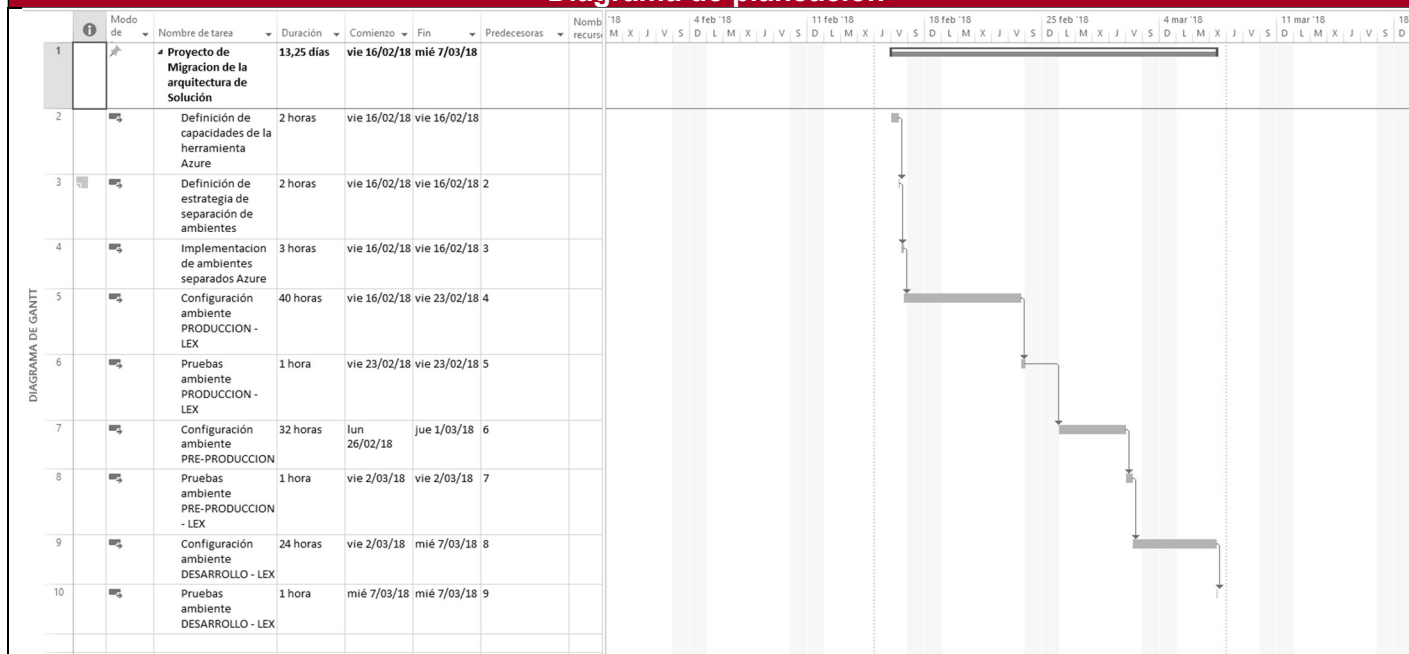 Diagrama de planeación
Modo de
Nombre de tarea
Duración
Comienzo
Fin
Predecesoras
Nomb recurs
'18
4 feb '18
11 feb '18
18 feb '18
25 feb '18
4 mar '18
11 mar '18
18
M X J V S D L M X J V S D L M X J V S D L M X J V S D L M X J V S D L M X J V S D L M X J V S D
DIAGRAMA DE GANTT
1
Proyecto de
Migracion de la
arquitectura de
Solución
13,25 días
vie 16/02/18
mié 7/03/18
2
Definición de
capacidades de la
herramienta
Azure
2 horas
vie 16/02/18
vie 16/02/18
3
Definición de
estrategia de
separación de
ambientes
2 horas
vie 16/02/18
vie 16/02/18
2
4
Implementacion
de ambientes
separados Azure
3 horas
vie 16/02/18
vie 16/02/18
3
5
Configuración
ambiente
PRODUCCION -
LEX
40 horas
vie 16/02/18
vie 23/02/18
4
6
Pruebas
ambiente
PRODUCCION -
LEX
1 hora
vie 23/02/18
vie 23/02/18
5
7
Configuración
ambiente
PRE-PRODUCCION
32 horas
lun
26/02/18
jue 1/03/18
6
8
Pruebas
ambiente
PRE-PRODUCCION
- LEX
1 hora
vie 2/03/18
vie 2/03/18
7
9
Configuración
ambiente
DESARROLLO - LEX
24 horas
vie 2/03/18
mié 7/03/18
8
10
Pruebas
ambiente
DESARROLLO - LEX
1 hora
mié 7/03/18
mié 7/03/18
9